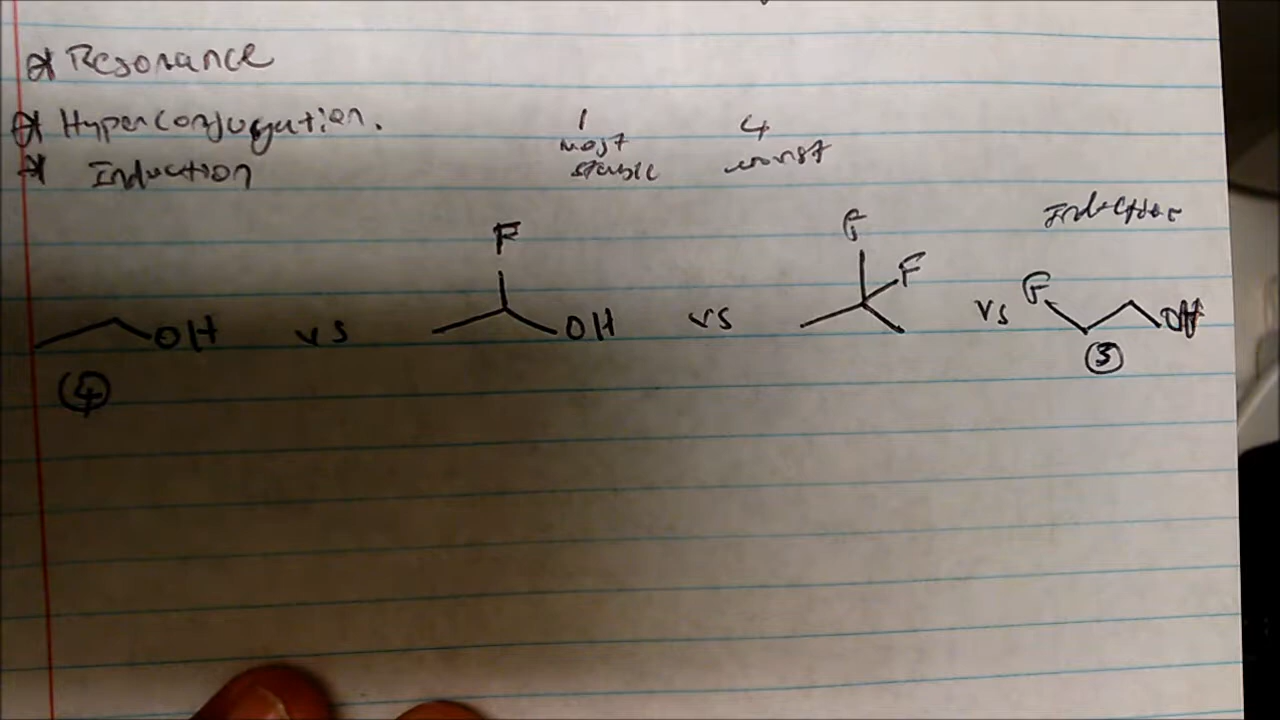 Resonance
Hyperconjugation.
Induction
1
most
stable
4
worst
Induction
F
F
F
F
OH vs OH vs vs OH
4
3